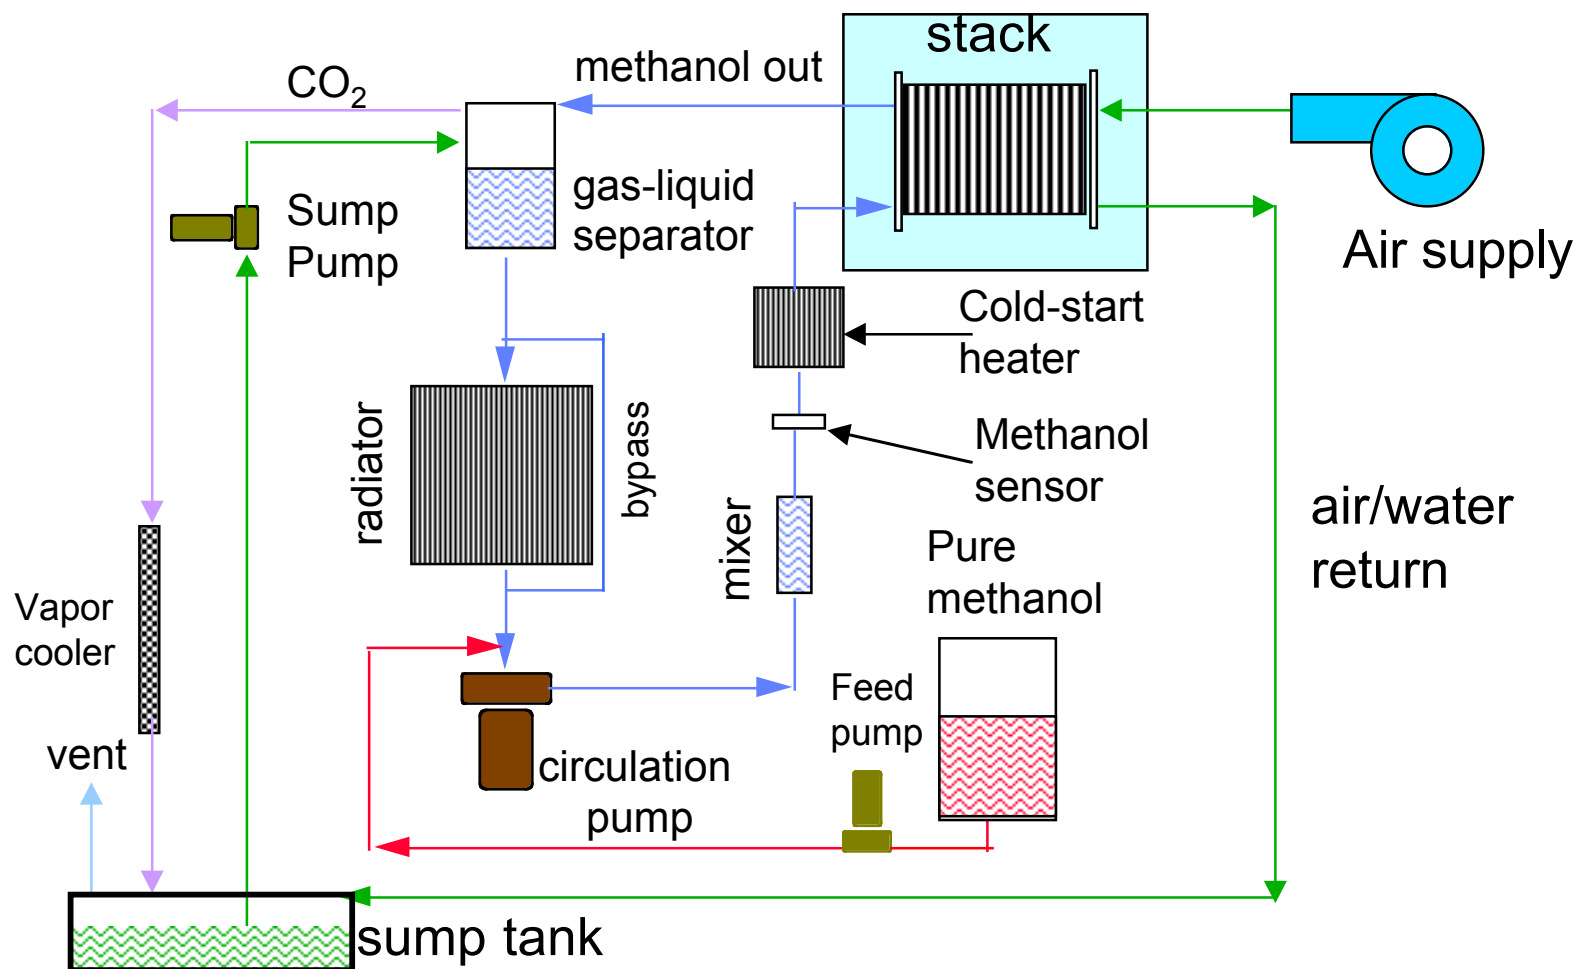 stack
methanol out
CO₂
gas-liquid
separator
Sump
Pump
Air supply
Cold-start
heater
radiator
bypass
Methanol
sensor
mixer
air/water
return
Pure
methanol
Vapor
cooler
Feed
pump
vent
circulation
pump
sump tank